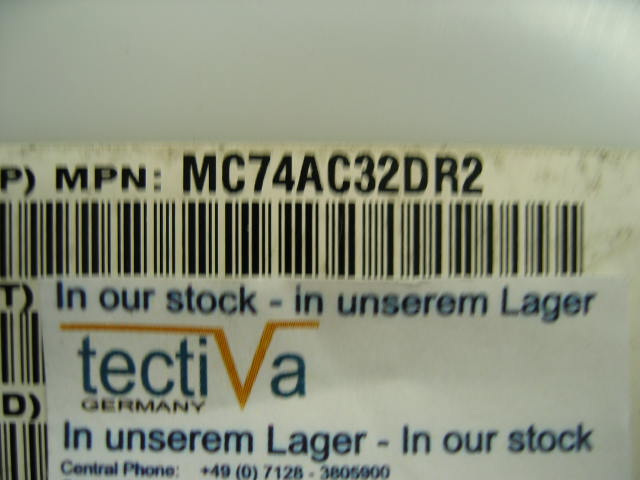 P) MPN: MC74AC32DR2
T) In our stock - in unserem Lager
tectiVa
GERMANY
D)
In unserem Lager - In our stock
Central Phone: +49 (0) 7128 - 3805900